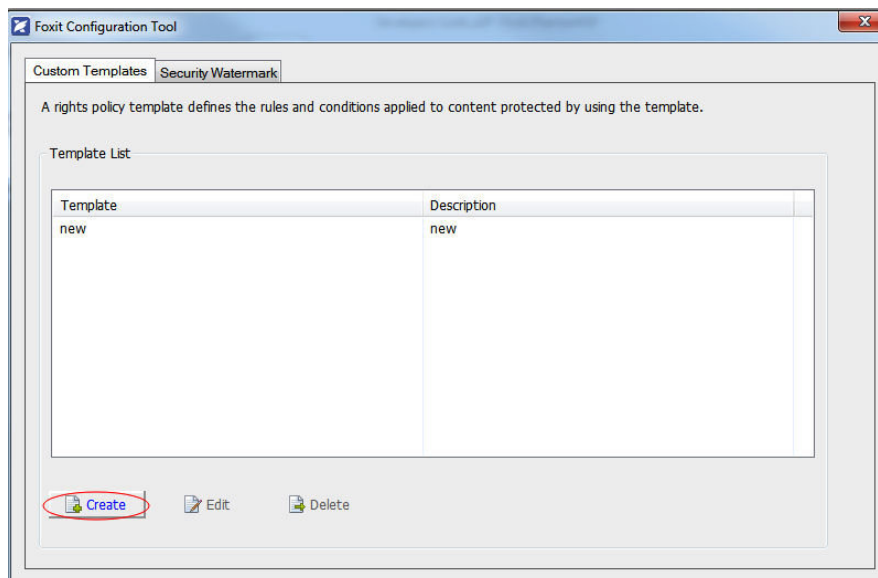 Foxit Configuration Tool
Custom Templates Security Watermark
A rights policy template defines the rules and conditions applied to content protected by using the template.
Template List
Template Description
new new
Create Edit Delete